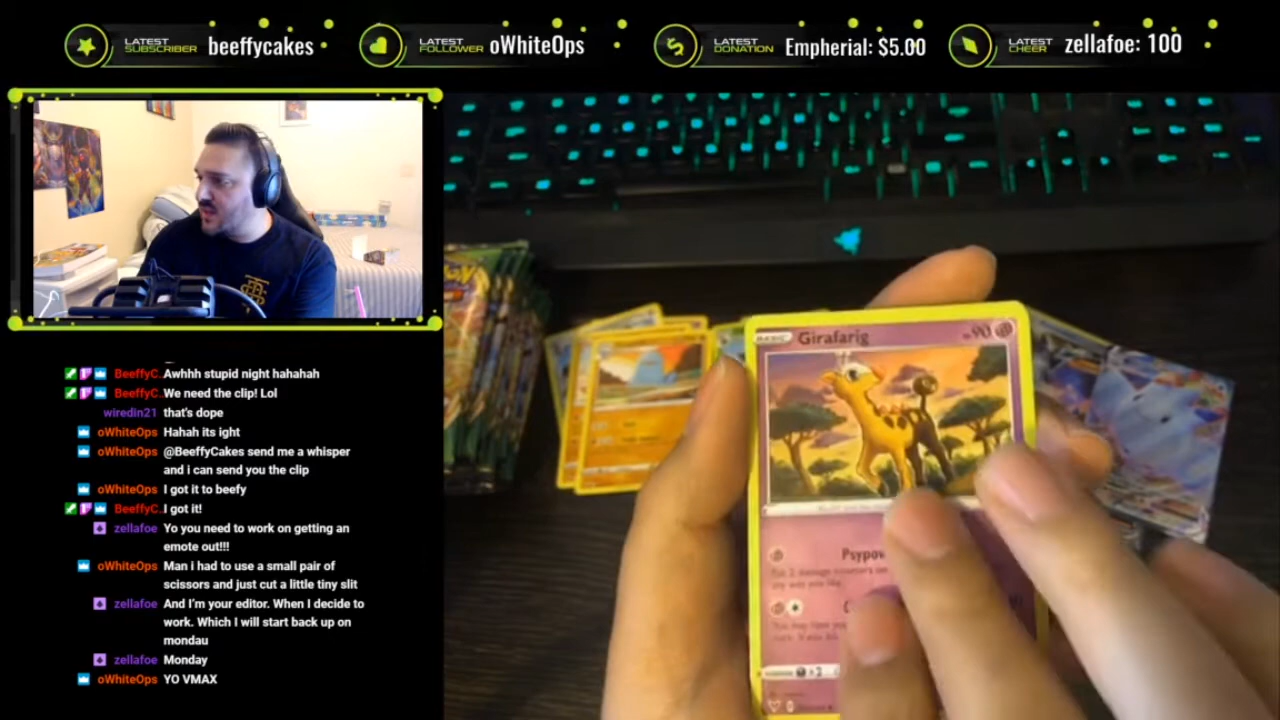 LATEST SUBSCRIBER beeffycakes
LATEST FOLLOWER oWhiteOps
LATEST DONATION Empherial: $5.00
LATEST CHEER zellafoe: 100
BeeffyC. Awhhh stupid night hahahah
BeeffyC. We need the clip! Lol
wiredin21 that's dope
oWhiteOps Hahah its ight
oWhiteOps @BeeffyCakes send me a whisper
and i can send you the clip
oWhiteOps I got it to beefy
BeeffyC. I got it!
zellafoe Yo you need to work on getting an
emote out!!!
oWhiteOps Man i had to use a small pair of
scissors and just cut a little tiny slit
zellafoe And I'm your editor. When I decide to
work. Which I will start back up on
mondau
zellafoe Monday
oWhiteOps YO VMAX
BASIC Girafarig 90